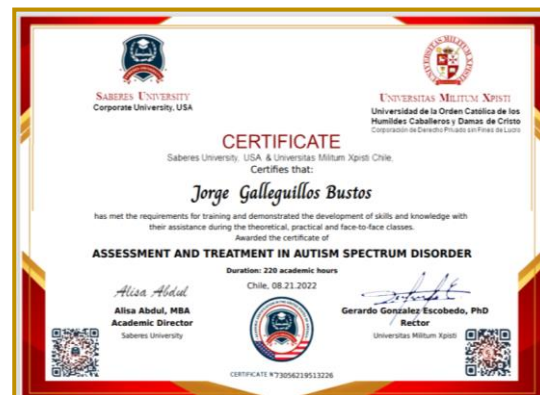 SABERES UNIVERSITY
Corporate University, USA
UNIVERSITAS MILITUM XPISTI
Universidad de la Orden Católica de los
Humildes Caballeros y Damas de Cristo
Corporación de Derecho Privado sin Fines de Lucro
CERTIFICATE
Saberes University, USA & Universitas Militum Xpisti Chile,
Certifies that:
Jorge Galleguillos Bustos
has met the requirements for training and demonstrated the development of skills and knowledge with
their assistance during the theoretical, practical and face-to-face classes.
Awarded the certificate of
ASSESSMENT AND TREATMENT IN AUTISM SPECTRUM DISORDER
Duration: 220 academic hours
Chile, 08.21.2022
Alisa Abdul
Alisa Abdul, MBA
Academic Director
Saberes University
Gerardo Gonzalez Escobedo, PhD
Rector
Universitas Militum Xpisti
CERTIFICATE N°73056219513226